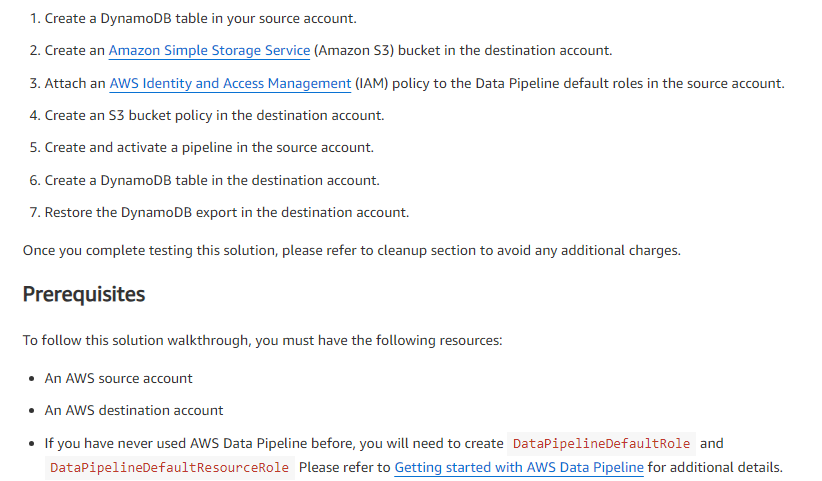 1. Create a DynamoDB table in your source account.
2. Create an Amazon Simple Storage Service (Amazon S3) bucket in the destination account.
3. Attach an AWS Identity and Access Management (IAM) policy to the Data Pipeline default roles in the source account.
4. Create an S3 bucket policy in the destination account.
5. Create and activate a pipeline in the source account.
6. Create a DynamoDB table in the destination account.
7. Restore the DynamoDB export in the destination account.
Once you complete testing this solution, please refer to cleanup section to avoid any additional charges.
Prerequisites
To follow this solution walkthrough, you must have the following resources:
• An AWS source account
• An AWS destination account
• If you have never used AWS Data Pipeline before, you will need to create DataPipelineDefaultRole and
DataPipelineDefaultResourceRole Please refer to Getting started with AWS Data Pipeline for additional details.